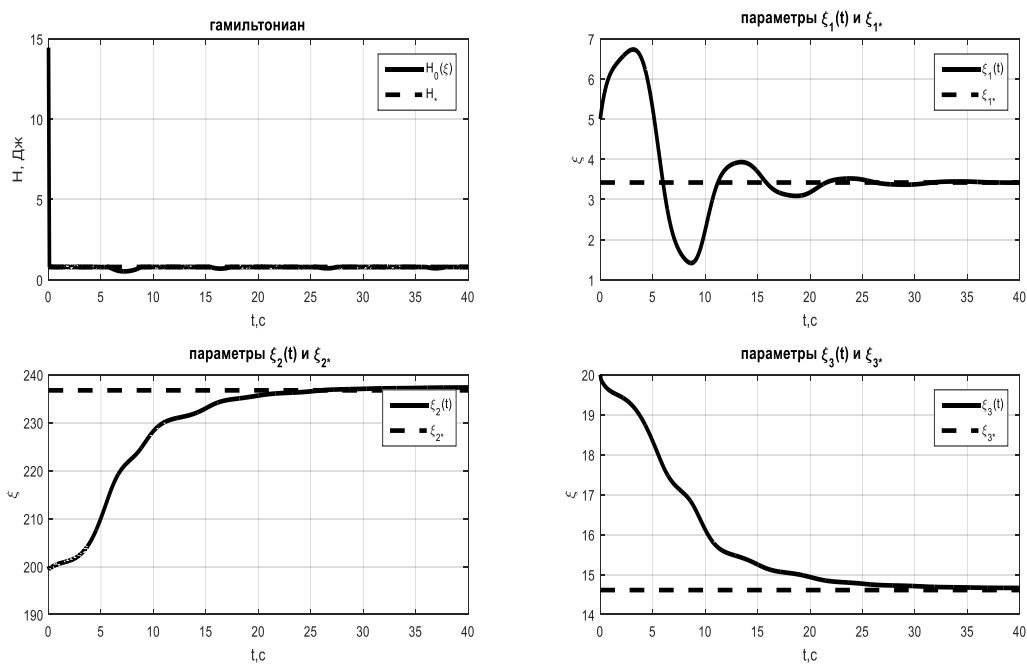 гамильтониан
15
10
5
0
H, Дж
0 5 10 15 20 25 30 35 40
t,c
H₀(ξ)
H*
параметры ξ₁(t) и ξ₁*
7
6
5
4
3
2
1
ξ
0 5 10 15 20 25 30 35 40
t,c
ξ₁(t)
ξ₁*
параметры ξ₂(t) и ξ₂*
240
230
220
210
200
190
ξ
0 5 10 15 20 25 30 35 40
t,c
ξ₂(t)
ξ₂*
параметры ξ₃(t) и ξ₃*
20
19
18
17
16
15
14
ξ
0 5 10 15 20 25 30 35 40
t,c
ξ₃(t)
ξ₃*